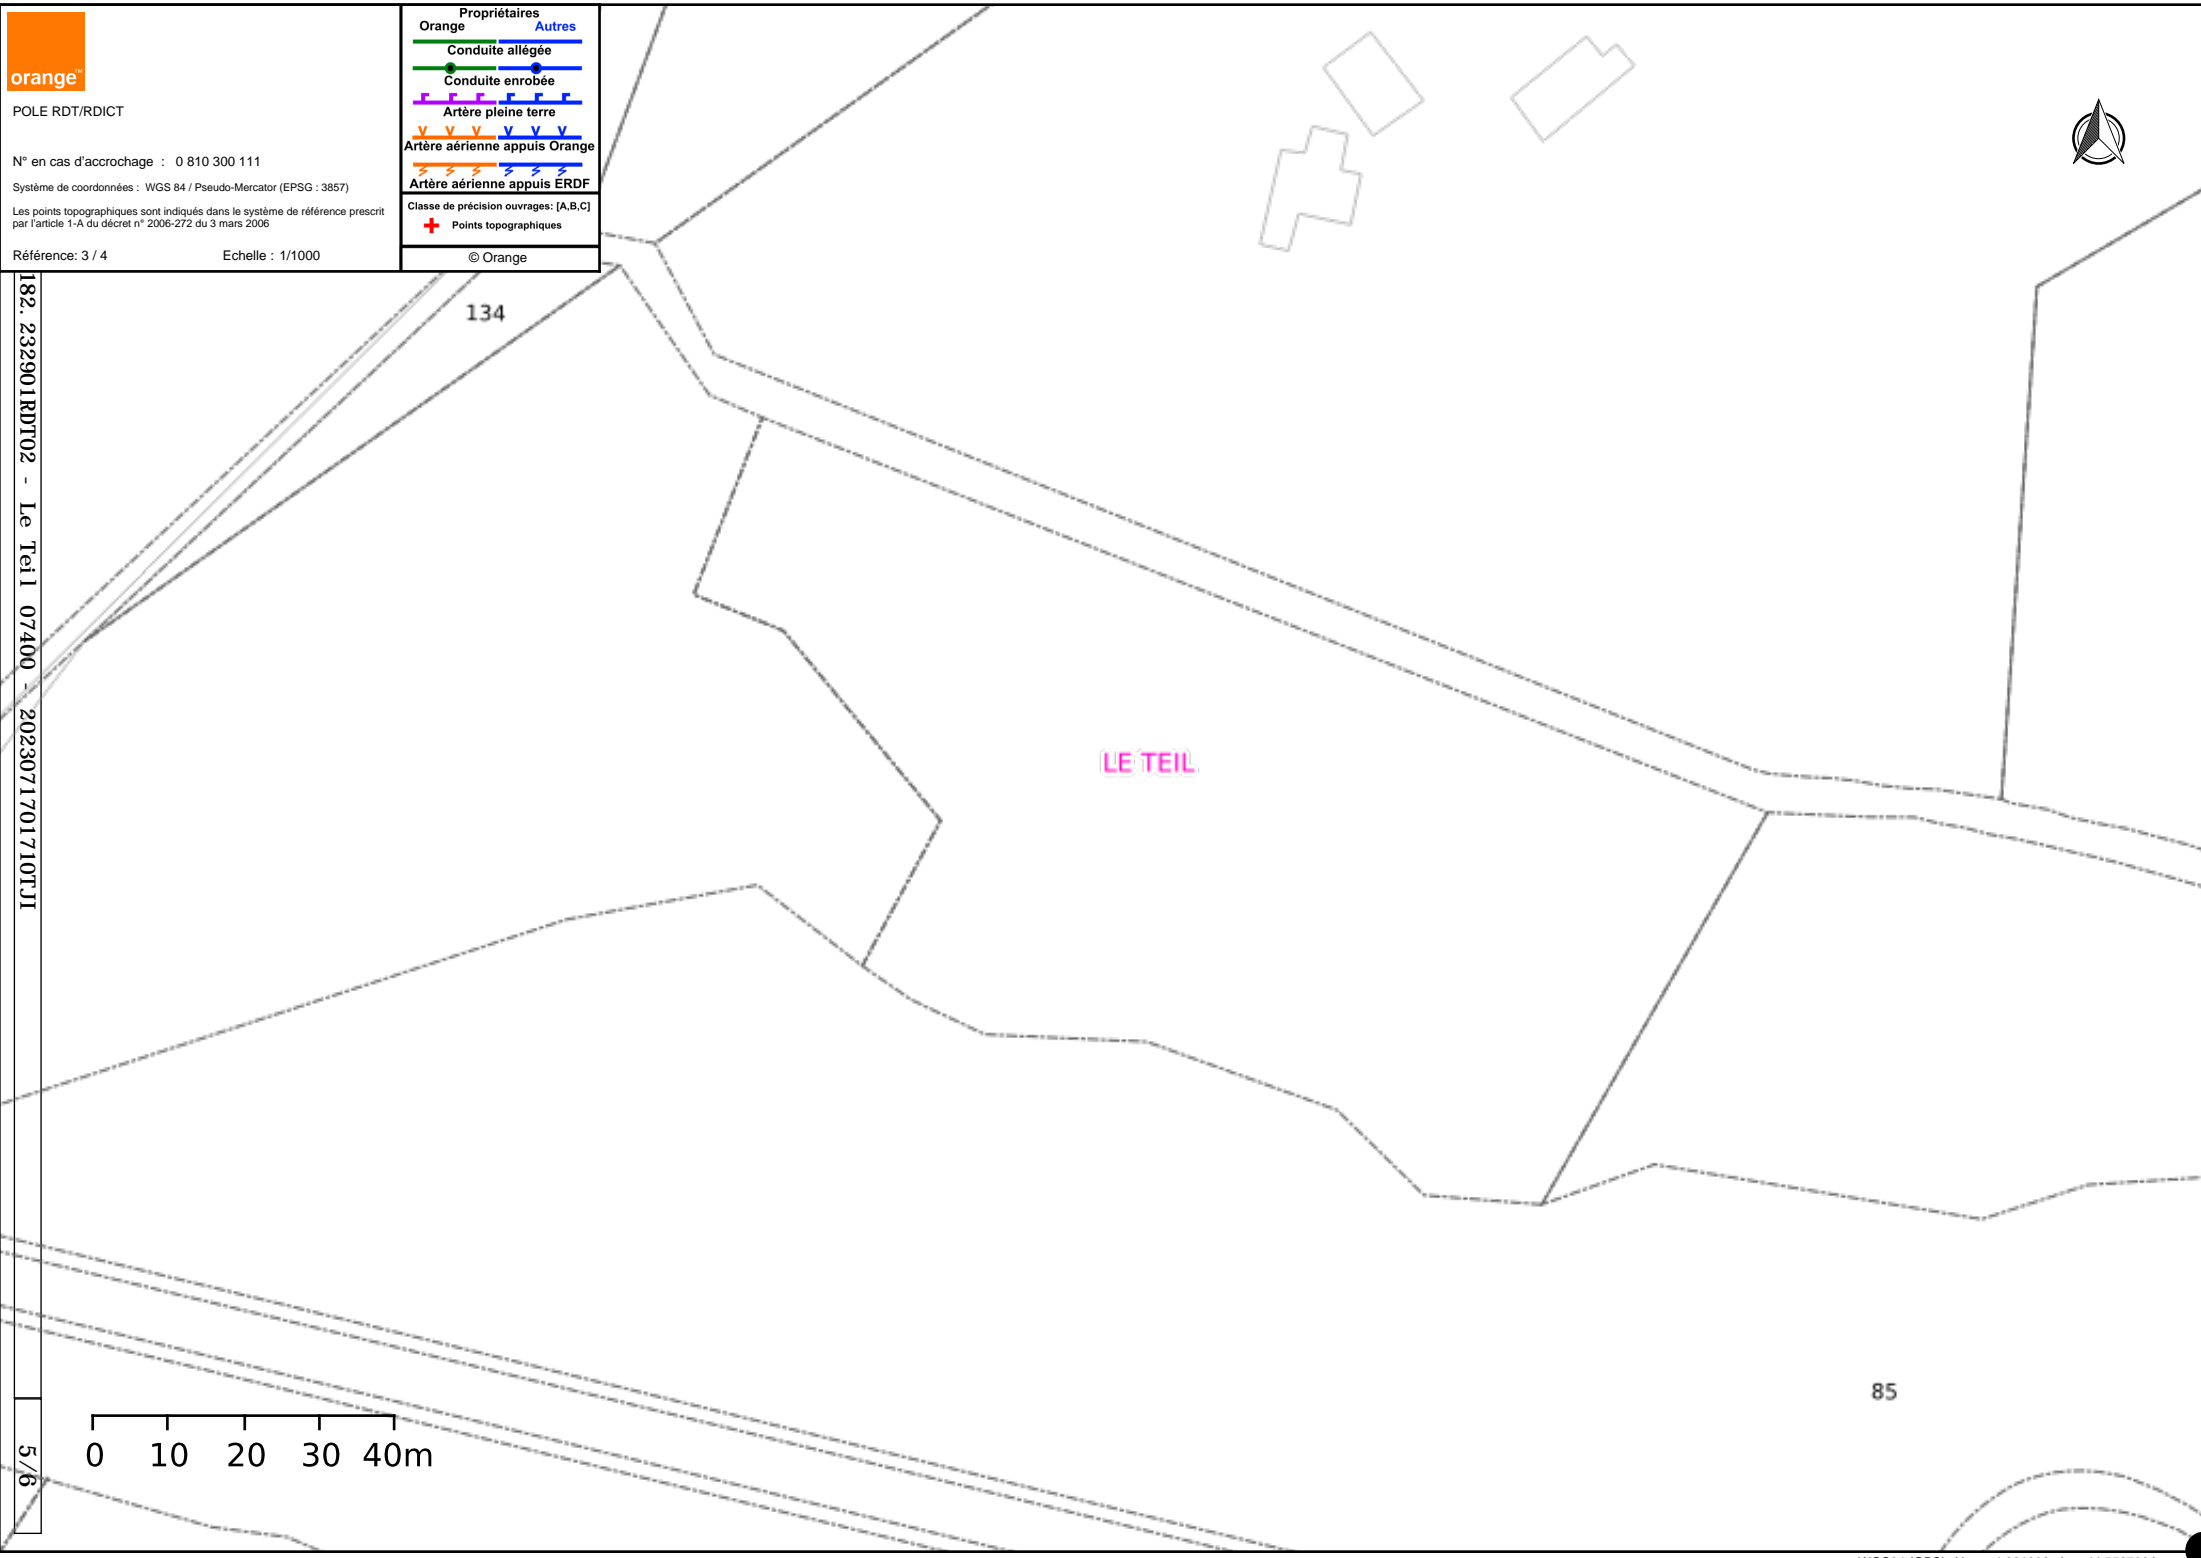 orange™
POLE RDT/RDICT
N° en cas d'accrochage : 0 810 300 111
Système de coordonnées : WGS 84 / Pseudo-Mercator (EPSG : 3857)
Les points topographiques sont indiqués dans le système de référence prescrit
par l'article 1-A du décret n° 2006-272 du 3 mars 2006
Référence: 3 / 4
Echelle : 1/1000
Propriétaires
Orange
Autres
Conduite allégée
Conduite enrobée
Artère pleine terre
Artère aérienne appuis Orange
Artère aérienne appuis ERDF
Classe de précision ouvrages: [A,B,C]
Points topographiques
© Orange
182. 232901RDT02 - Le Teil 07400 - 2023071701710TJI
134
LE TEIL
85
0 10 20 30 40m
5/6